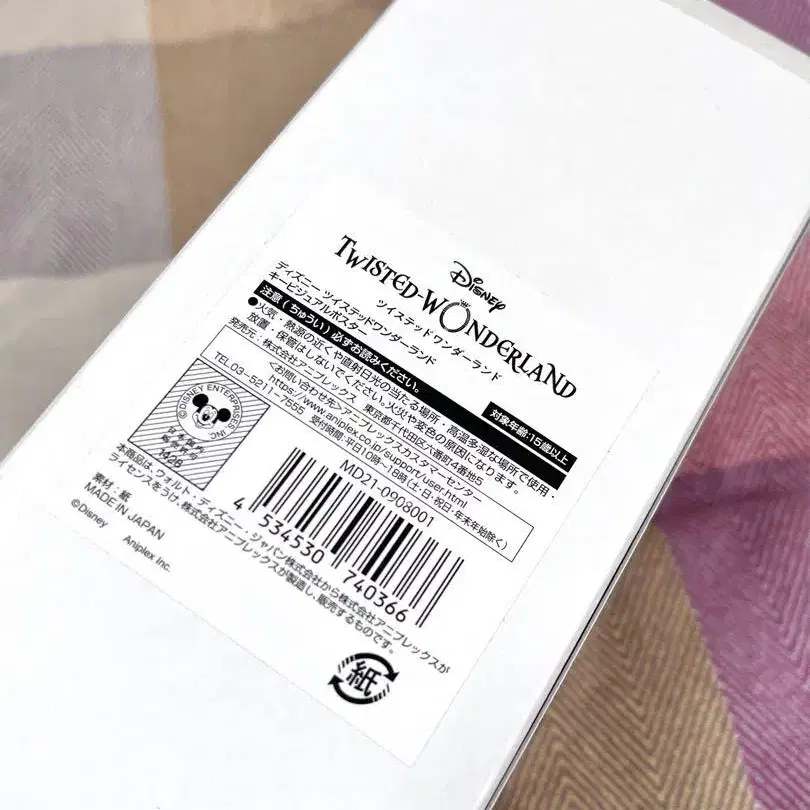 Disney
TWISTED-WONDERLAND
ツイステッドワンダーランド
ディズニー ツイステッドワンダーランド
キービジュアルポスター
対象年齢:15歳以上
注意(ちゅうい)必ずお読みください。
●火気・熱源の近くや直射日光の当たる場所・高温多湿な場所で使用・
放置・保管はしないでください。火災や変色の原因になります。
発売元:株式会社アニプレックス 東京都千代田区六番町4番地5
<お問い合わせ先>アニプレックスカスタマーセンター
https://www.aniplex.co.jp/support/user.html
TEL.03-5211-7555 受付時間:平日10時~18時(土・日・祝日・年末年始除く)
©DISNEY ENTERPRISES, INC.
日本国内
販売許可
1426
MD21-0908001
4 534530 740366
本商品は、ウォルト・ディズニー・ジャパン株式会社から株式会社アニプレックスが
ライセンスをうけ、株式会社アニプレックスが製造し、販売するものです。
素材:紙
MADE IN JAPAN
©Disney Aniplex Inc.
紙